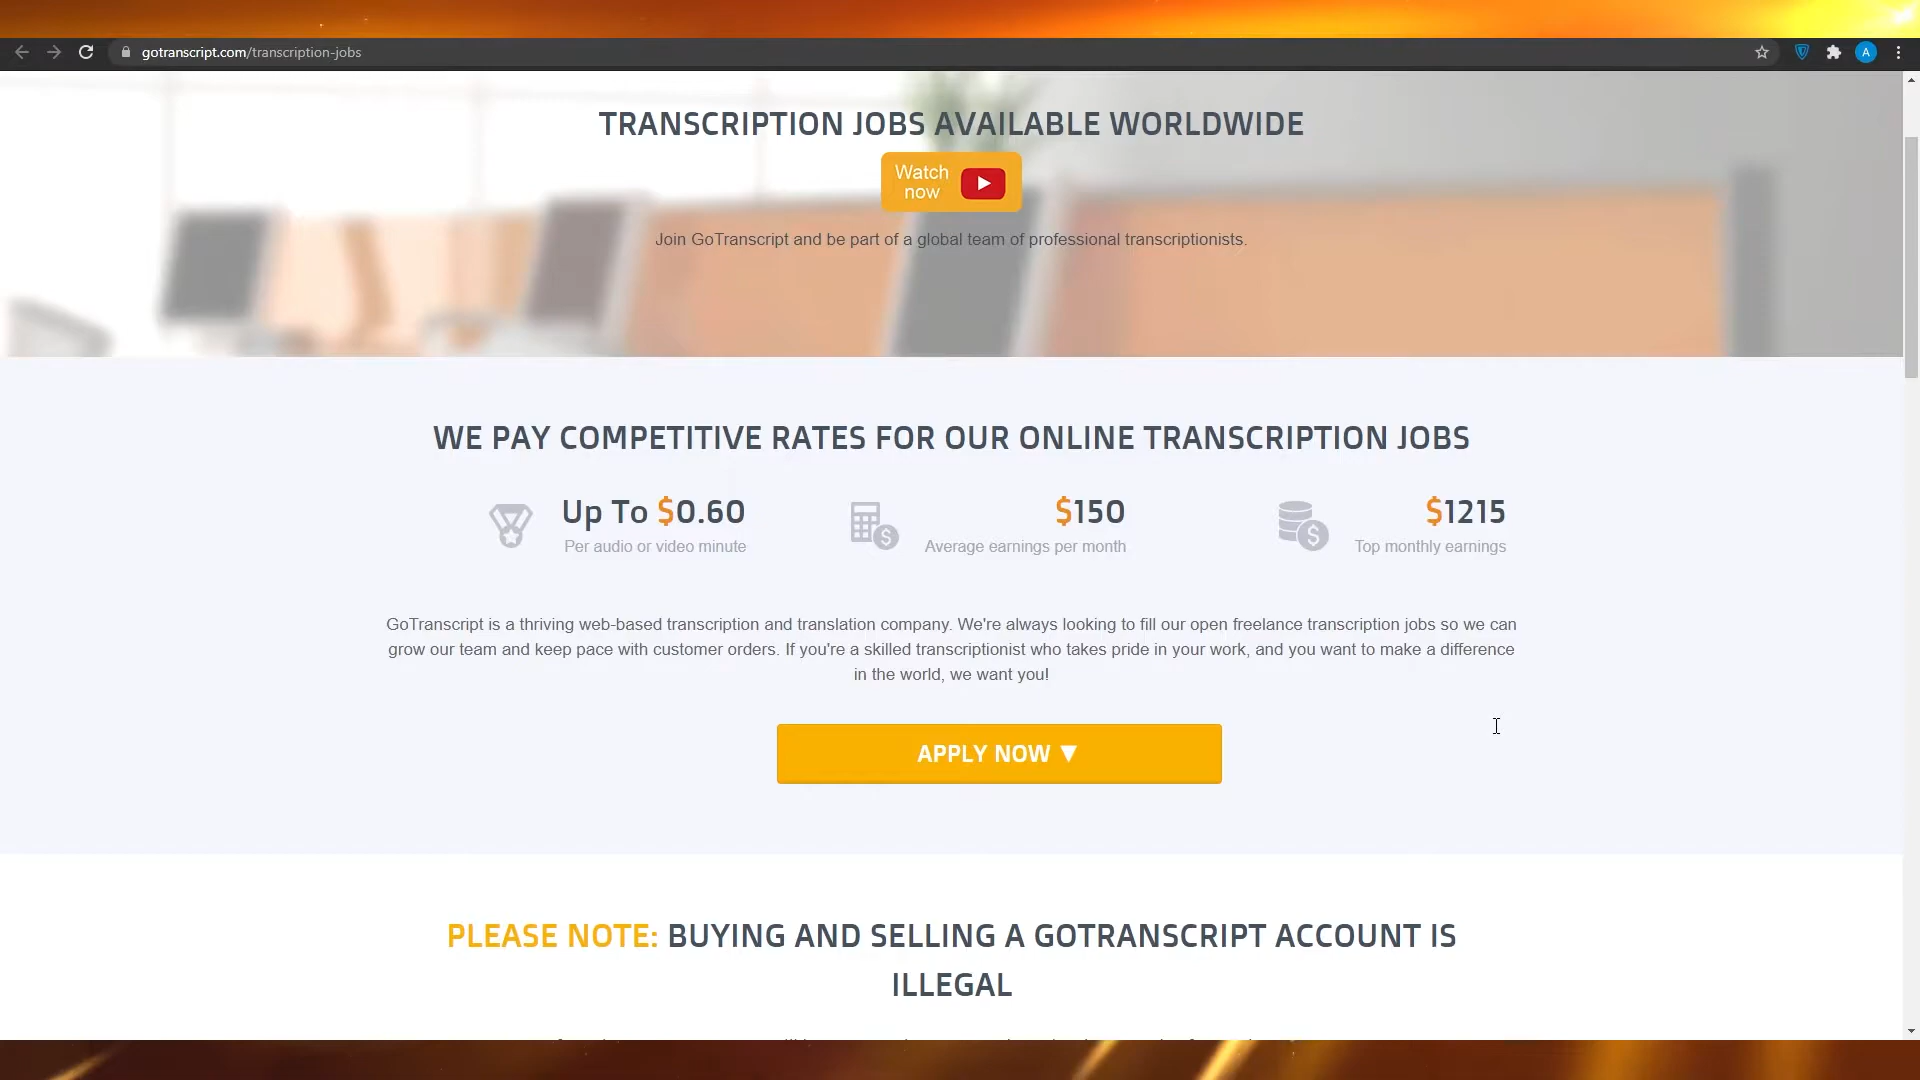 gotranscript.com/transcription-jobs
A
TRANSCRIPTION JOBS AVAILABLE WORLDWIDE
Watch
now
Join GoTranscript and be part of a global team of professional transcriptionists.
WE PAY COMPETITIVE RATES FOR OUR ONLINE TRANSCRIPTION JOBS
Up To $0.60
Per audio or video minute
$150
Average earnings per month
$1215
Top monthly earnings
GoTranscript is a thriving web-based transcription and translation company. We're always looking to fill our open freelance transcription jobs so we can
grow our team and keep pace with customer orders. If you're a skilled transcriptionist who takes pride in your work, and you want to make a difference
in the world, we want you!
APPLY NOW ▼
PLEASE NOTE: BUYING AND SELLING A GOTRANSCRIPT ACCOUNT IS
ILLEGAL